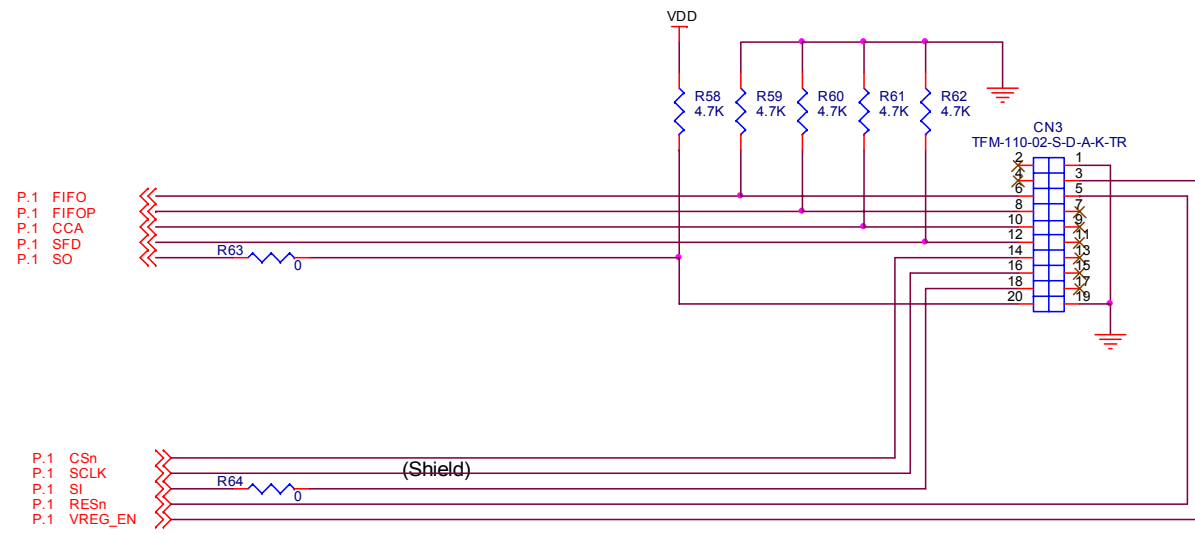 VDD
R58 R59 R60 R61 R62
4.7K 4.7K 4.7K 4.7K 4.7K
CN3
TFM-110-02-S-D-A-K-TR
2 1
4 3
P.1 FIFO 6 5
P.1 FIFOP 8 7
P.1 CCA 10 9
P.1 SFD 12 11
P.1 SO R63 0 14 13
16 15
18 17
20 19
P.1 CSn
P.1 SCLK (Shield)
P.1 SI R64 0
P.1 RESn
P.1 VREG_EN